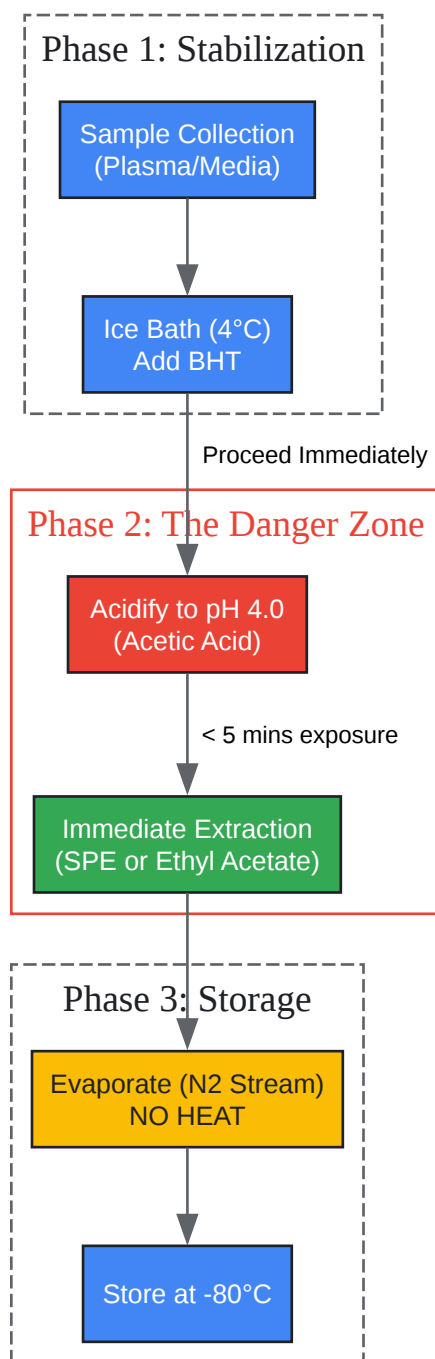 Phase 1: Stabilization
Sample Collection
(Plasma/Media)
Ice Bath (4°C)
Add BHT
Proceed Immediately
Phase 2: The Danger Zone
Acidify to pH 4.0
(Acetic Acid)
< 5 mins exposure
Immediate Extraction
(SPE or Ethyl Acetate)
Phase 3: Storage
Evaporate (N2 Stream)
NO HEAT
Store at -80°C